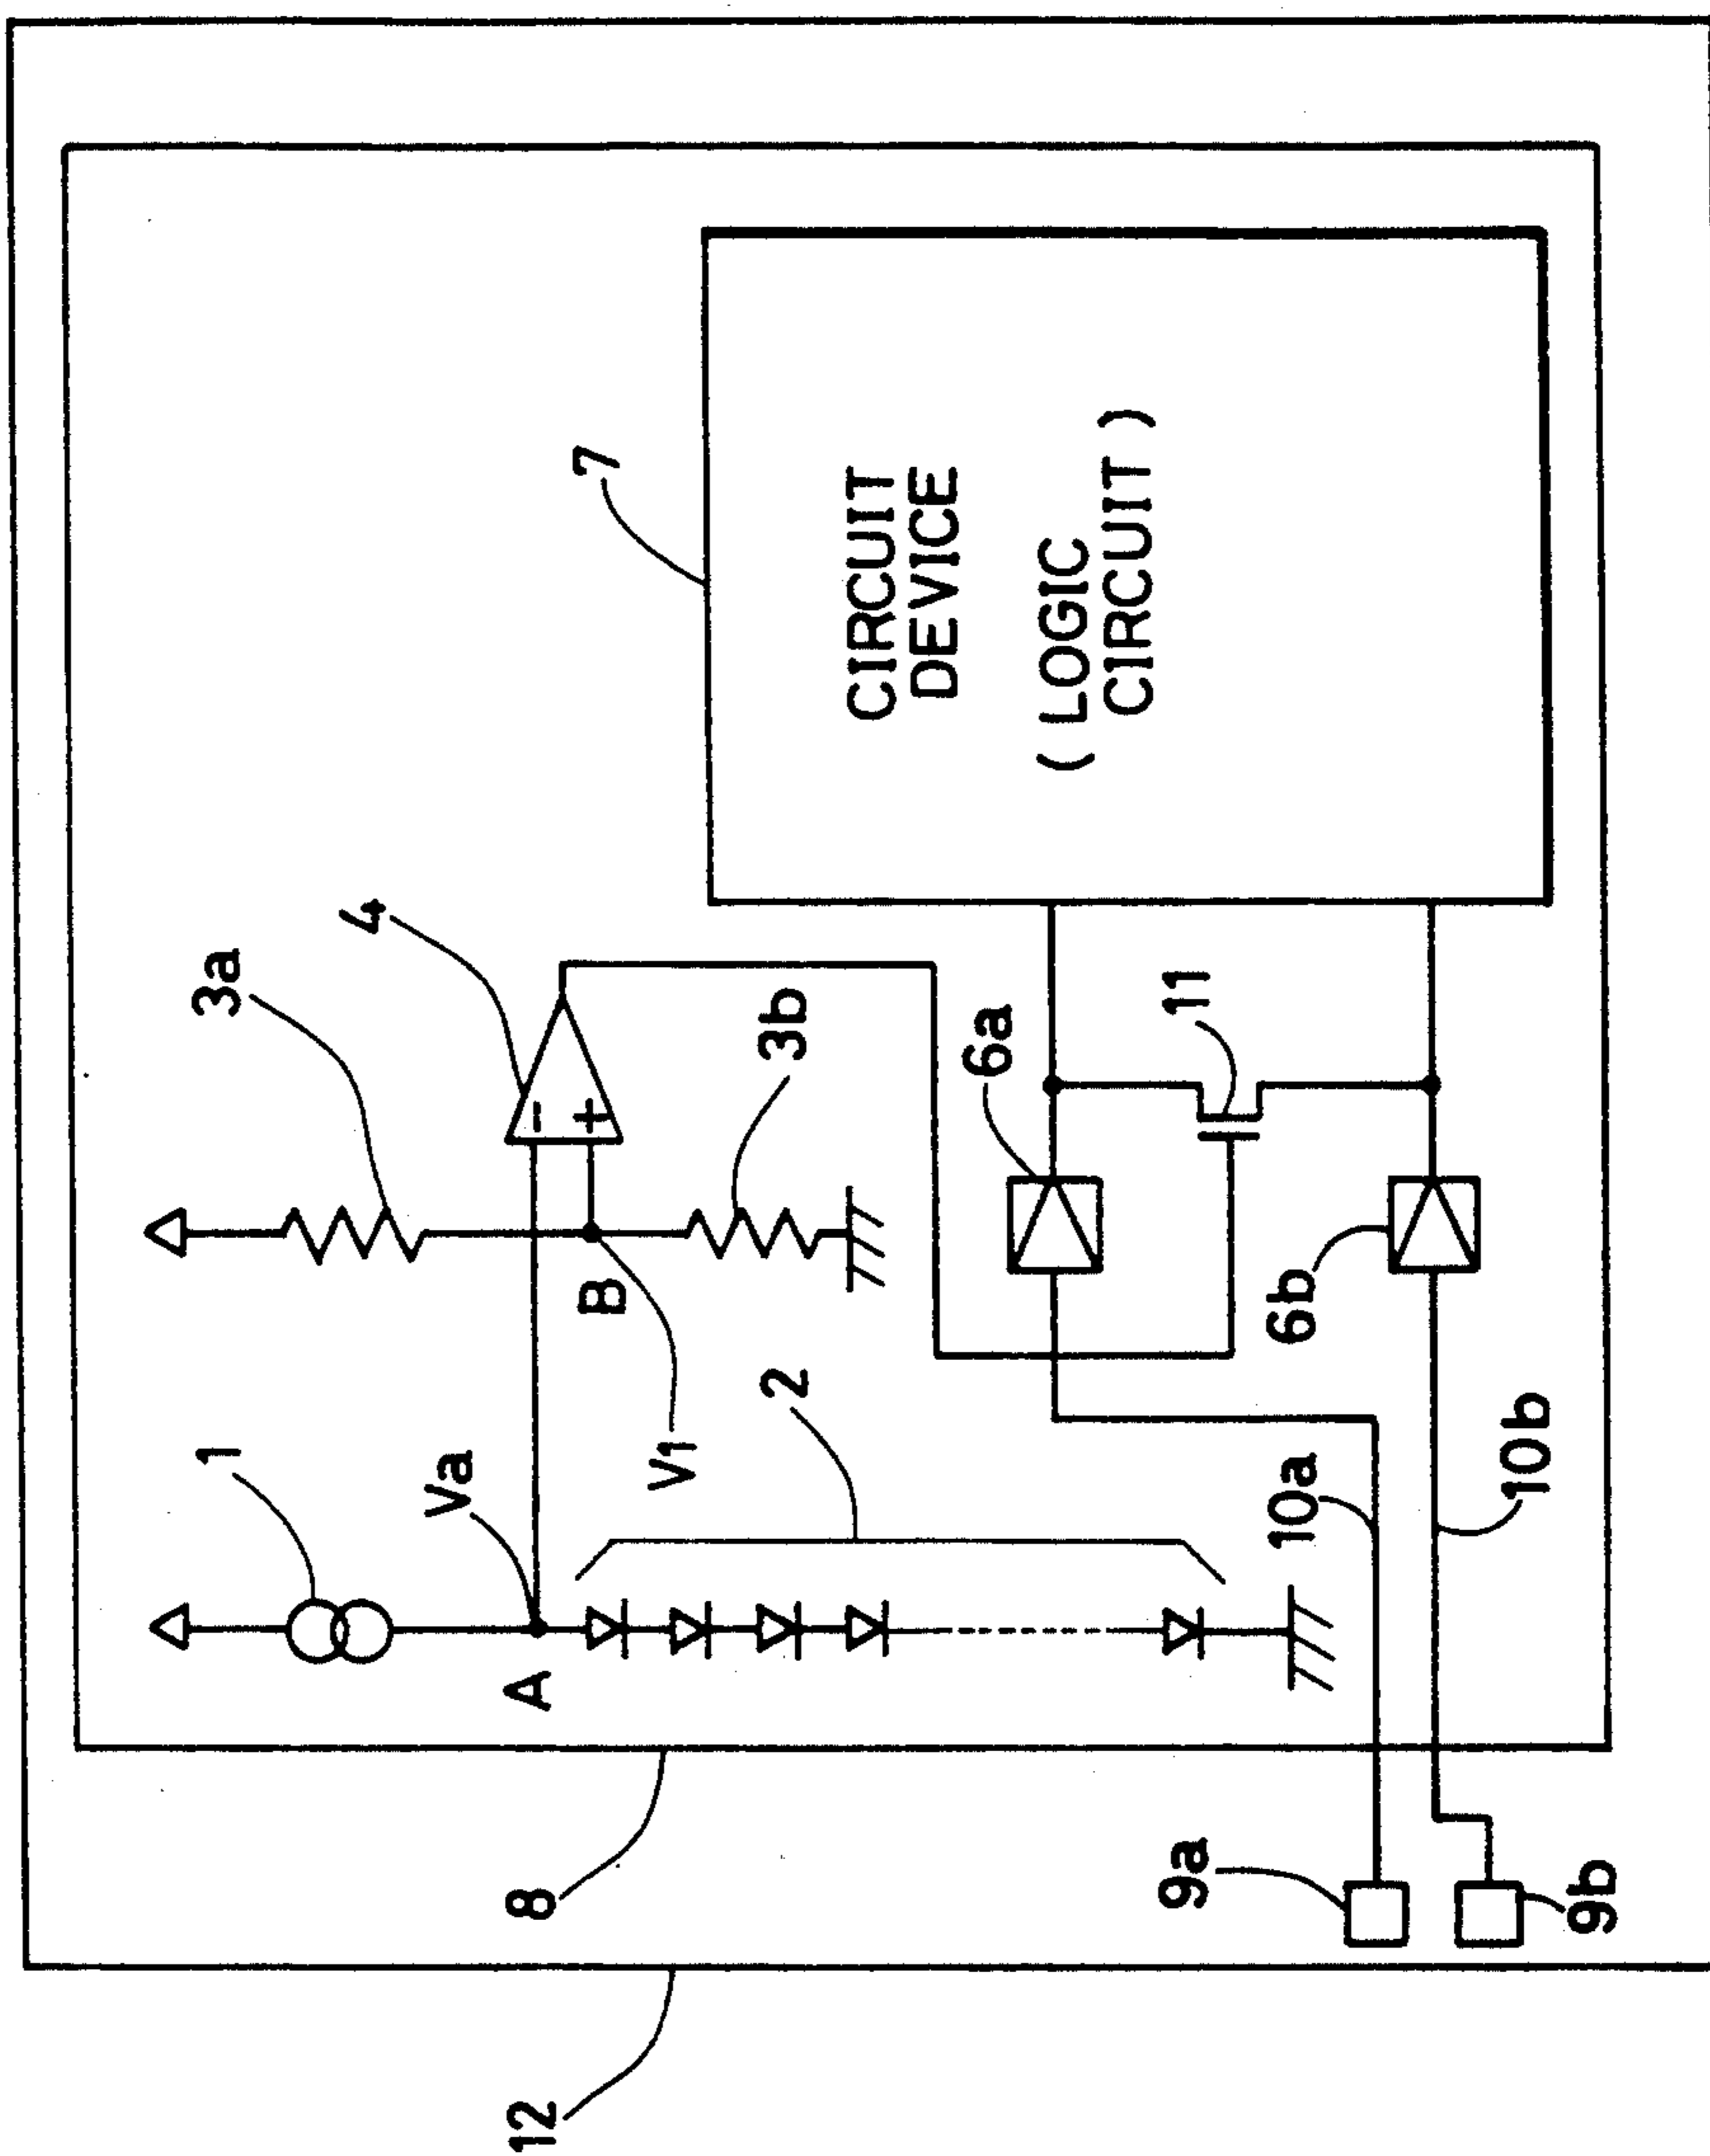 12
8
1
Va
A
2
V1
B
3a
4
-
+
3b
7
CIRCUIT
DEVICE
( LOGIC
CIRCUIT )
6a
11
6b
10a
10b
9a
9b